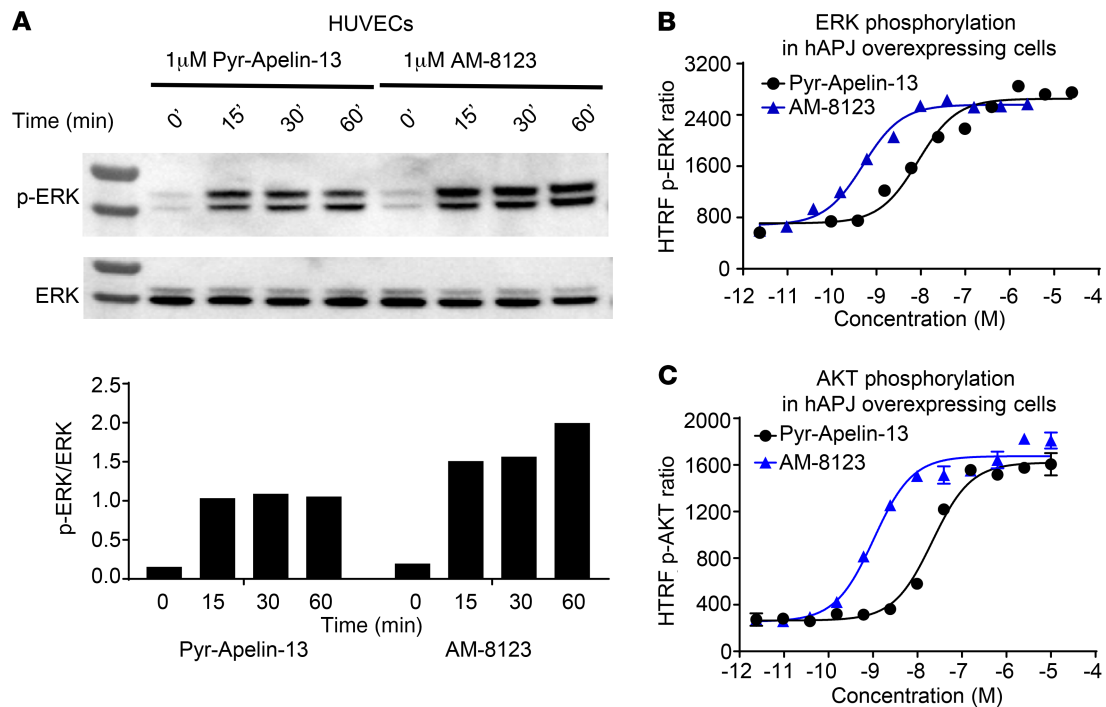 A
HUVECs
1µM Pyr-Apelin-13 1µM AM-8123
Time (min) 0' 15' 30' 60' 0' 15' 30' 60'
p-ERK
ERK
2.5
2.0
1.5
1.0
0.5
0.0
p-ERK/ERK
0 15 30 60 0 15 30 60
Time (min)
Pyr-Apelin-13 AM-8123
B
ERK phosphorylation
in hAPJ overexpressing cells
3200
2400
1600
800
0
HTRF p-ERK ratio
Pyr-Apelin-13
AM-8123
-12 -11 -10 -9 -8 -7 -6 -5 -4
Concentration (M)
C
AKT phosphorylation
in hAPJ overexpressing cells
2000
1600
1200
800
400
0
HTRF p-AKT ratio
Pyr-Apelin-13
AM-8123
-12 -11 -10 -9 -8 -7 -6 -5 -4
Concentration (M)